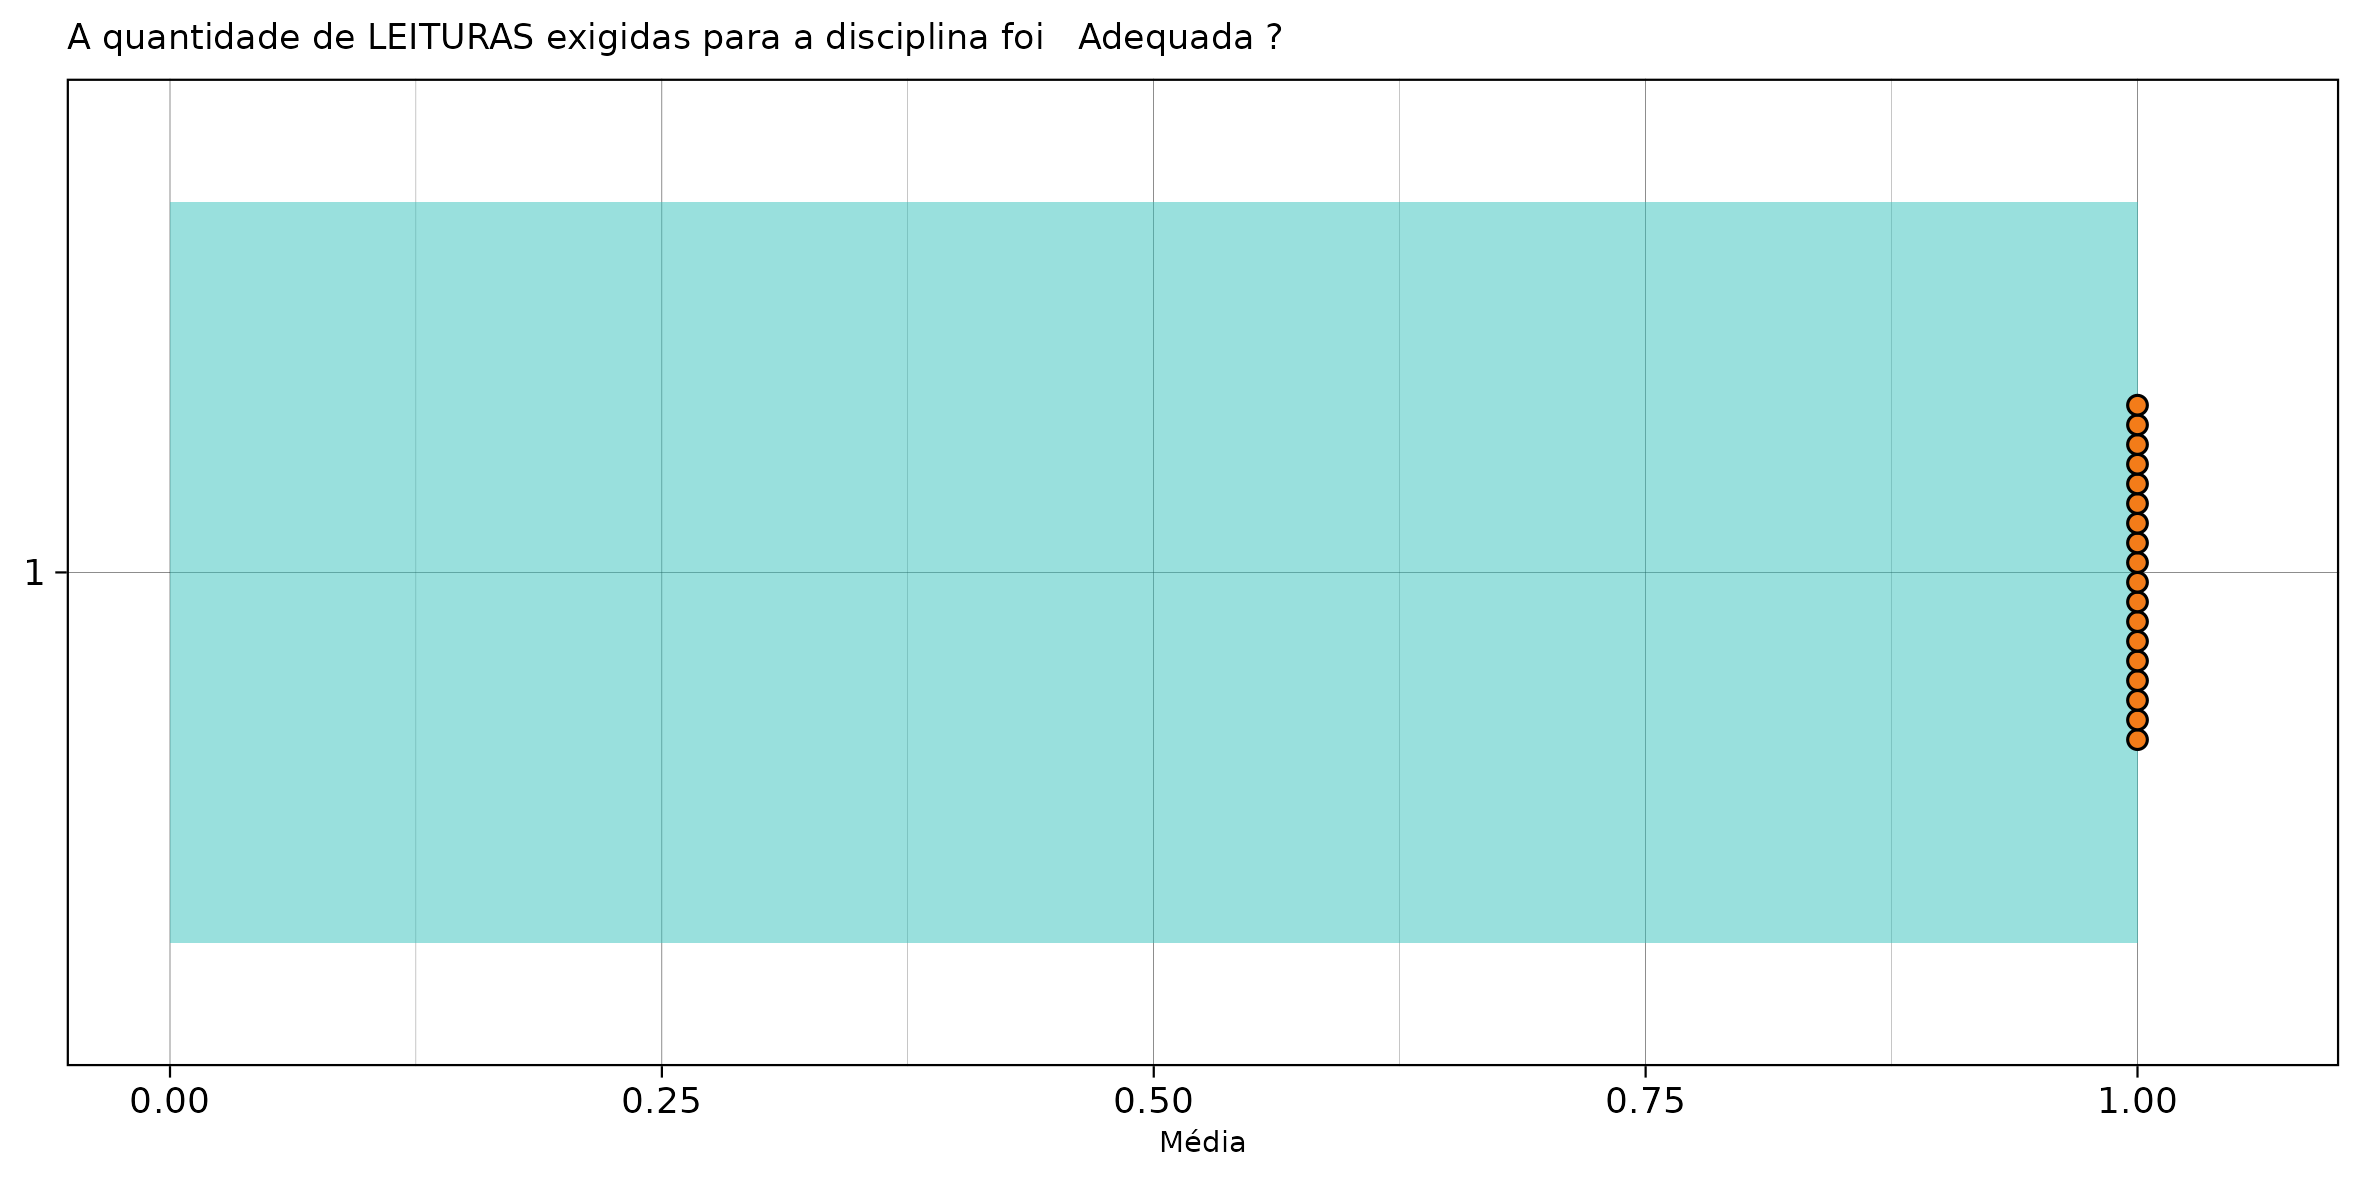 A quantidade de LEITURAS exigidas para a disciplina foi   Adequada ?
1
0.00 0.25 0.50 0.75 1.00
Média